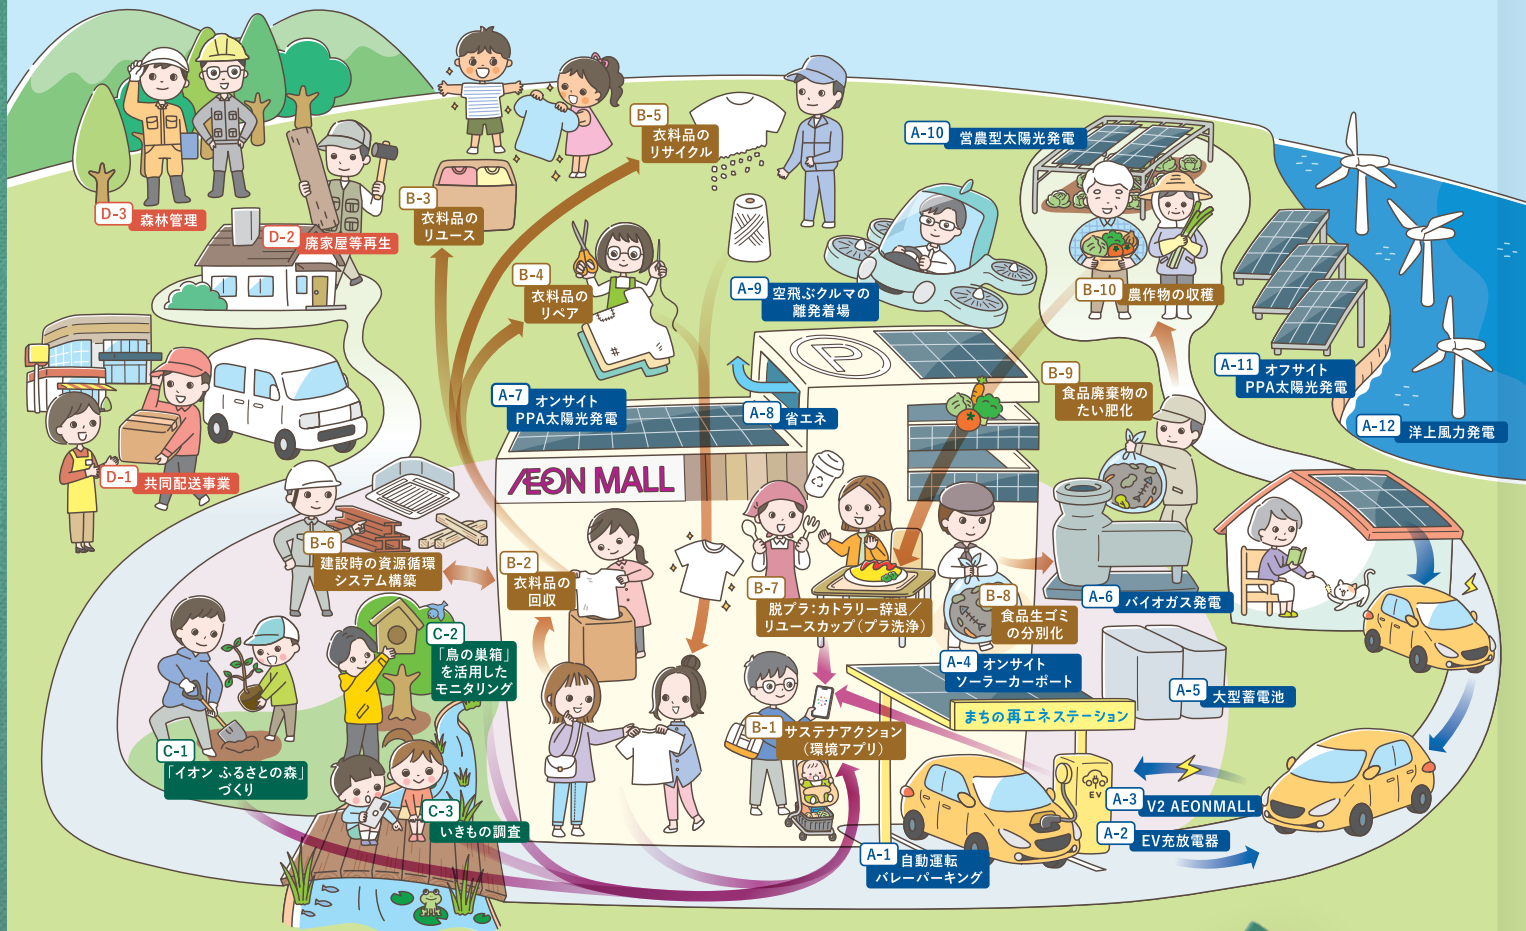 D-3 森林管理
D-2 廃家屋等再生
D-1 共同配送事業
B-3 衣料品の
リユース
B-5 衣料品の
リサイクル
B-4 衣料品の
リペア
A-10 営農型太陽光発電
A-9 空飛ぶクルマの
離発着場
B-10 農作物の収穫
A-11 オフサイト
PPA太陽光発電
A-12 洋上風力発電
B-9 食品廃棄物の
たい肥化
P
A-7 オンサイト
PPA太陽光発電
A-8 省エネ
ÆON MALL
B-6 建設時の資源循環
システム構築
B-2 衣料品の
回収
B-7 脱プラ:カトラリー辞退/
リユースカップ(プラ洗浄)
B-8 食品生ゴミ
の分別化
A-6 バイオガス発電
A-4 オンサイト
ソーラーカーポート
A-5 大型蓄電池
まちの再エネステーション
B-1 サステナアクション
(環境アプリ)
C-2 「鳥の巣箱」
を活用した
モニタリング
C-1 「イオン ふるさとの森」
づくり
C-3 いきもの調査
EV
A-3 V2 AEONMALL
A-2 EV充放電器
A-1 自動運転
バレーパーキング